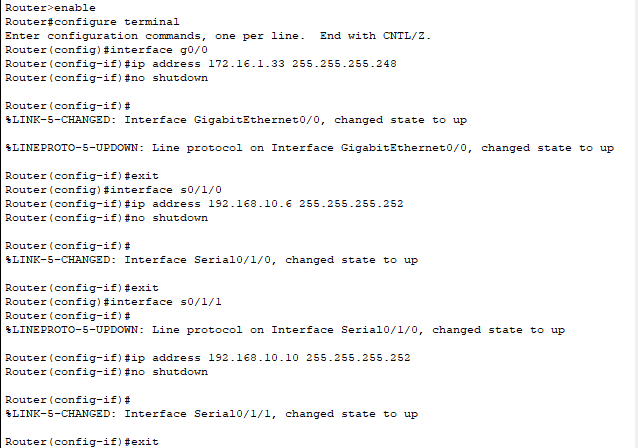 Router>enable
Router#configure terminal
Enter configuration commands, one per line.  End with CNTL/Z.
Router(config)#interface g0/0
Router(config-if)#ip address 172.16.1.33 255.255.255.248
Router(config-if)#no shutdown
Router(config-if)#
%LINK-5-CHANGED: Interface GigabitEthernet0/0, changed state to up
%LINEPROTO-5-UPDOWN: Line protocol on Interface GigabitEthernet0/0, changed state to up
Router(config-if)#exit
Router(config)#interface s0/1/0
Router(config-if)#ip address 192.168.10.6 255.255.255.252
Router(config-if)#no shutdown
Router(config-if)#
%LINK-5-CHANGED: Interface Serial0/1/0, changed state to up
Router(config-if)#exit
Router(config)#interface s0/1/1
Router(config-if)#
%LINEPROTO-5-UPDOWN: Line protocol on Interface Serial0/1/0, changed state to up
Router(config-if)#ip address 192.168.10.10 255.255.255.252
Router(config-if)#no shutdown
Router(config-if)#
%LINK-5-CHANGED: Interface Serial0/1/1, changed state to up
Router(config-if)#exit